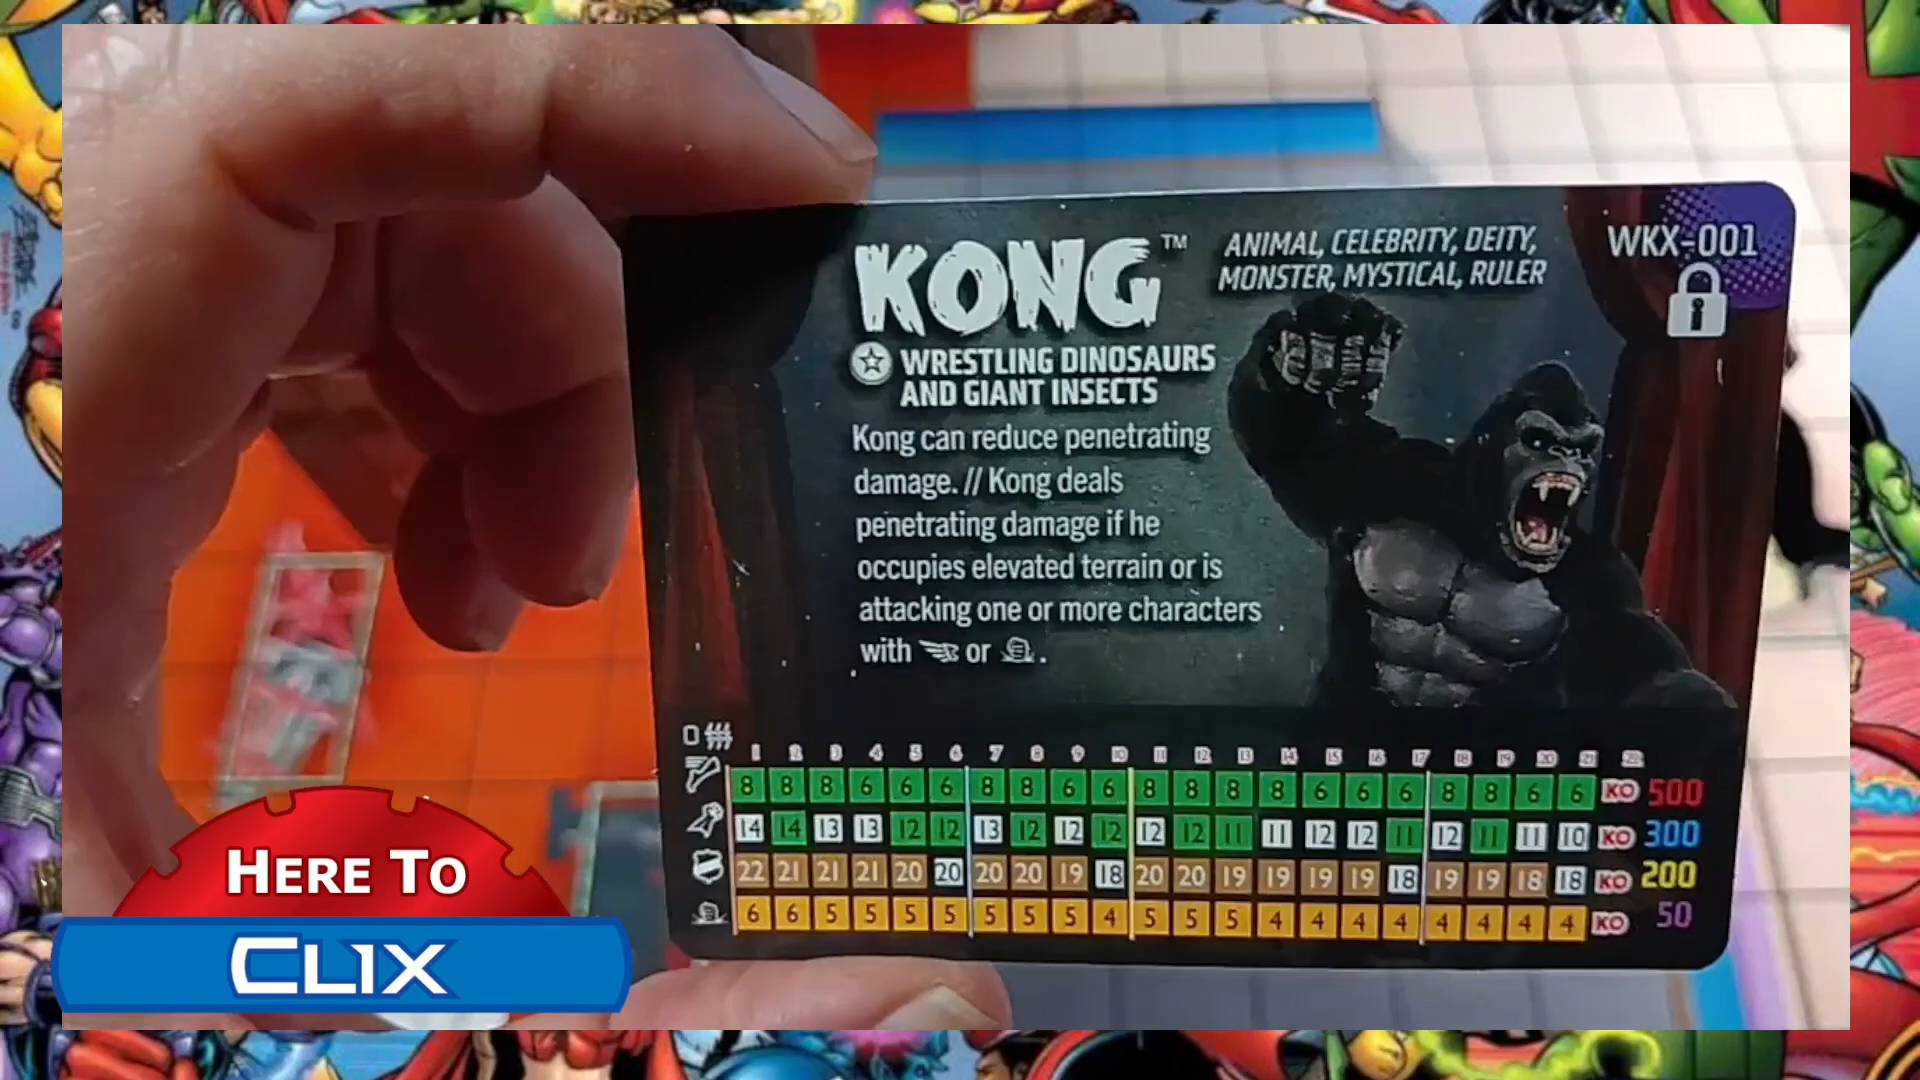 KONG™
ANIMAL, CELEBRITY, DEITY,
MONSTER, MYSTICAL, RULER
WKX-001
WRESTLING DINOSAURS
AND GIANT INSECTS
Kong can reduce penetrating
damage. // Kong deals
penetrating damage if he
occupies elevated terrain or is
attacking one or more characters
with or .
0
1 2 3 4 5 6 7 8 9 10 11 12 13 14 15 16 17 18 19 20 21 22
8 8 8 6 6 6 8 8 6 6 8 8 8 8 6 6 6 8 8 6 6 KO 500
14 14 13 13 12 12 13 12 12 12 12 12 11 11 12 12 11 12 11 11 10 KO 300
22 21 21 21 20 20 20 20 19 18 20 20 19 19 19 19 18 19 19 18 18 KO 200
6 6 5 5 5 5 5 5 5 4 5 5 5 4 4 4 4 4 4 4 4 KO 50
HERE TO
CLIX